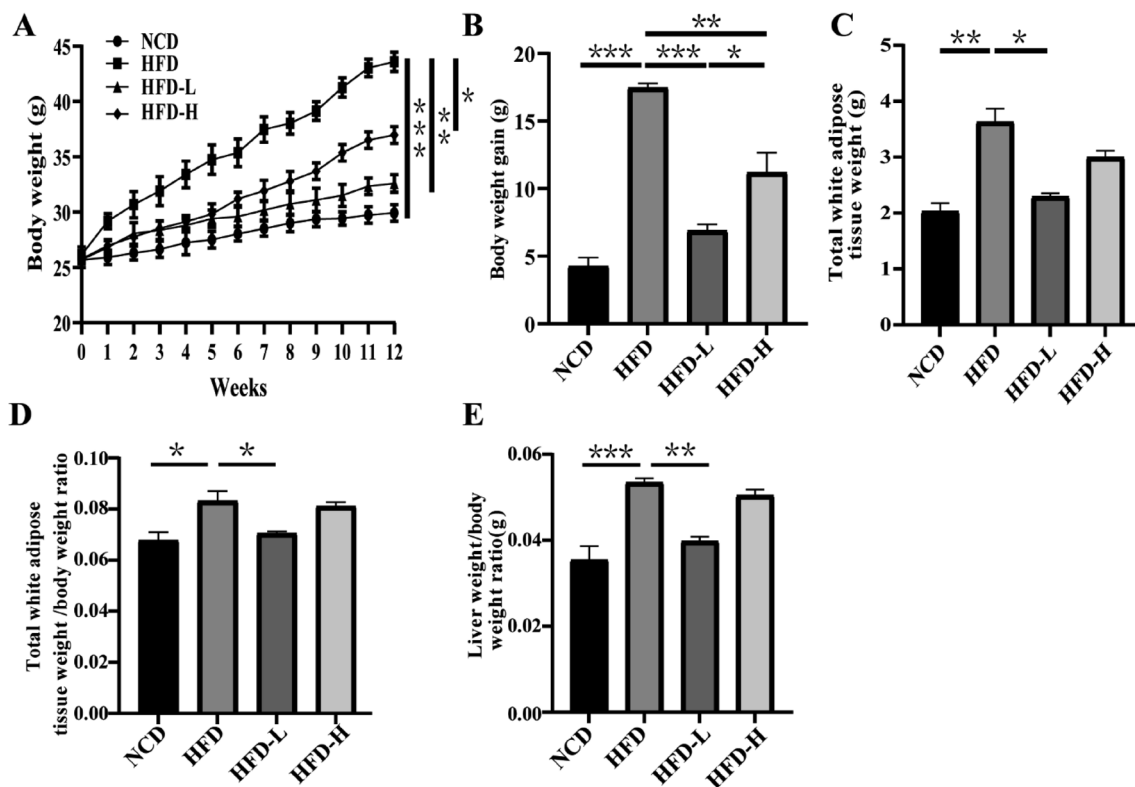 A
NCD
HFD
HFD-L
HFD-H
Body weight (g)
45
40
35
30
25
20
0 1 2 3 4 5 6 7 8 9 10 11 12
Weeks
***
**
*
B
Body weight gain (g)
20
15
10
5
0
**
*** *** *
NCD HFD HFD-L HFD-H
C
Total white adipose
tissue weight (g)
5
4
3
2
1
0
** *
NCD HFD HFD-L HFD-H
D
Total white adipose
tissue weight /body weight ratio
0.10
0.08
0.06
0.04
0.02
0.00
* *
NCD HFD HFD-L HFD-H
E
Liver weight/body
weight ratio(g)
0.06
0.04
0.02
0.00
*** **
NCD HFD HFD-L HFD-H